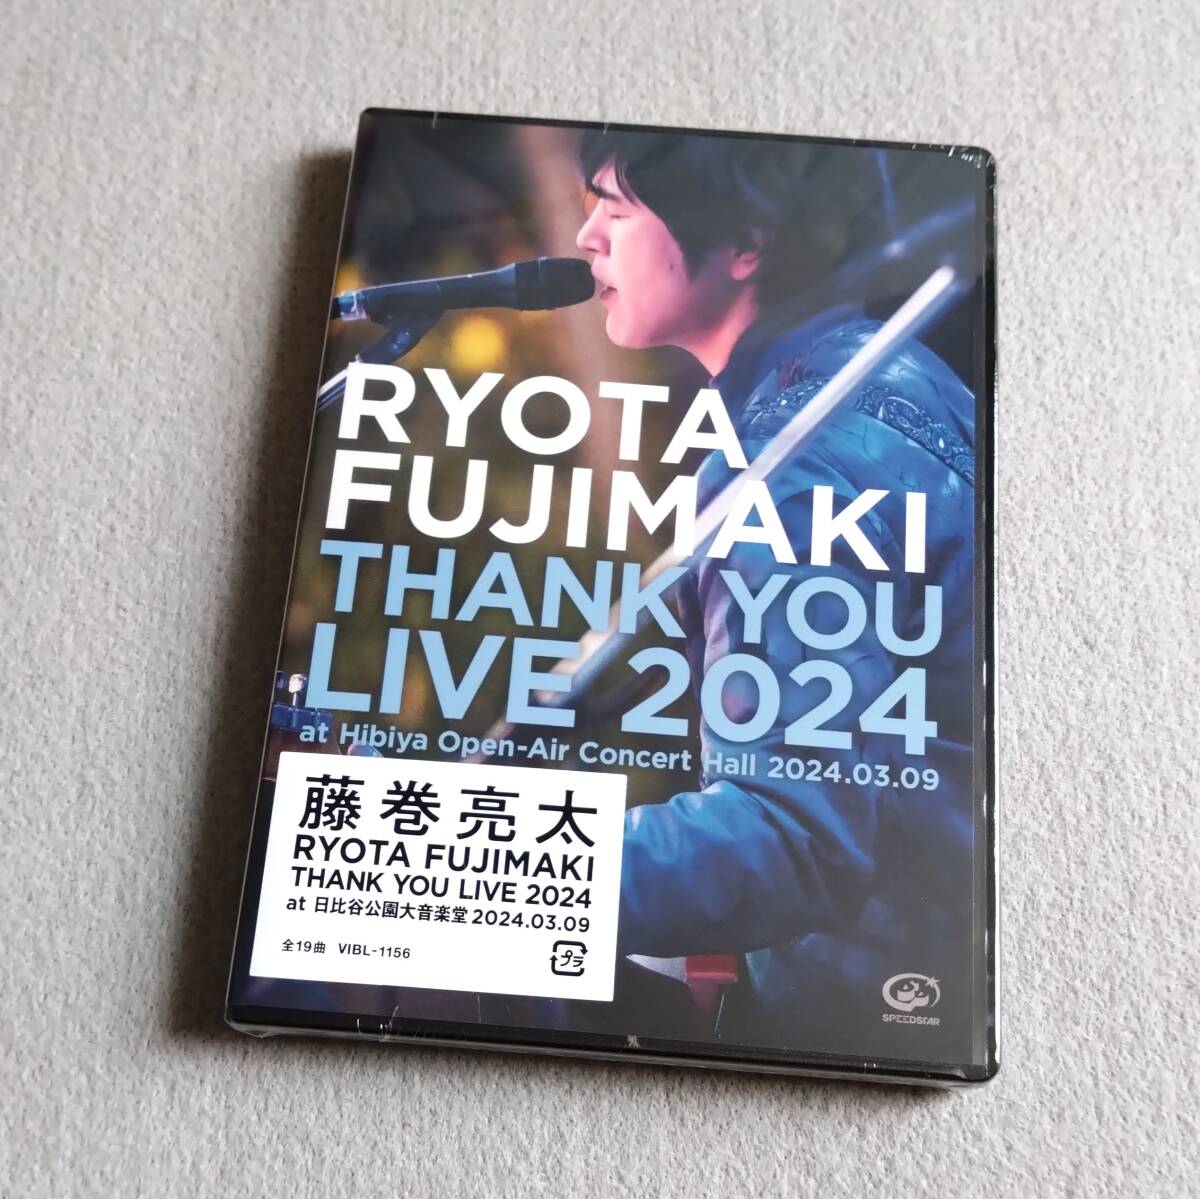 RYOTA
FUJIMAKI
THANK YOU
LIVE 2024
at Hibiya Open-Air Concert Hall 2024.03.09
藤巻亮太
RYOTA FUJIMAKI
THANK YOU LIVE 2024
at 日比谷公園大音楽堂 2024.03.09
全19曲 VIBL-1156
プラ
SPEEDSTAR